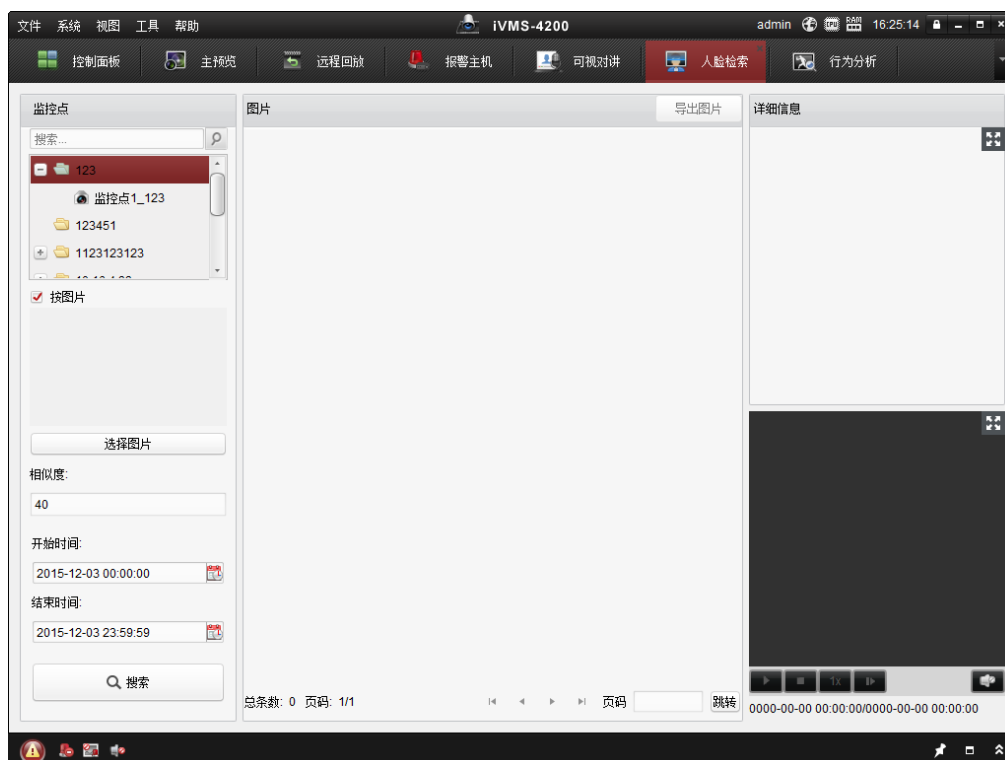 文件 系统 视图 工具 帮助 iVMS-4200 admin CPU RAM 16:25:14
控制面板 主预览 远程回放 报警主机 可视对讲 人脸检索 行为分析
监控点
搜索...
123
监控点1_123
123451
1123123123
按图片
选择图片
相似度:
40
开始时间:
2015-12-03 00:00:00
结束时间:
2015-12-03 23:59:59
搜索
图片 导出图片
总条数: 0 页码: 1/1 页码 跳转
详细信息
1x
0000-00-00 00:00:00/0000-00-00 00:00:00